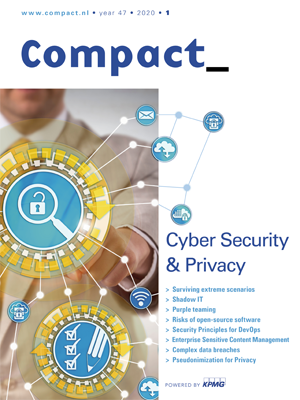 www.compact.nl • year 47 • 2020 • 1
Compact_
Cyber Security
& Privacy
> Surviving extreme scenarios
> Shadow IT
> Purple teaming
> Risks of open-source software
> Security Principles for DevOps
> Enterprise Sensitive Content Management
> Complex data breaches
> Pseudonimization for Privacy
POWERED BY KPMG